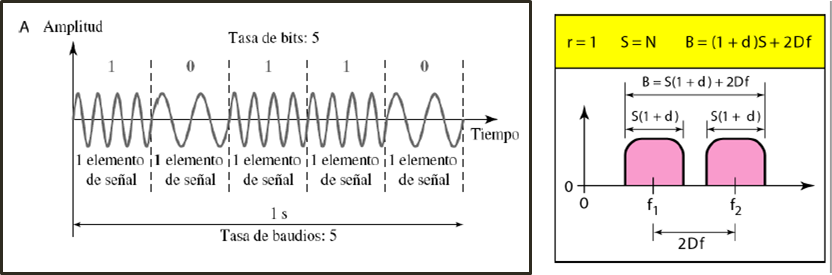 A Amplitud
Tasa de bits: 5
1 0 1 1 0
Tiempo
1 elemento 1 elemento 1 elemento 1 elemento 1 elemento
de señal de señal de señal de señal de señal
1 s
Tasa de baudios: 5
r = 1 S = N B = (1 + d)S + 2Df
B = S(1 + d) + 2Df
S(1 + d) S(1 + d)
0
0 f₁ f₂
2Df